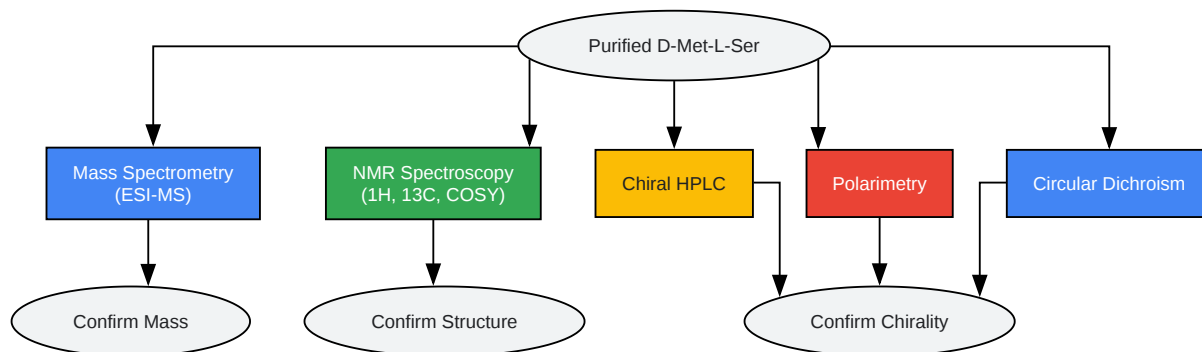 Purified D-Met-L-Ser
Mass Spectrometry
(ESI-MS)
NMR Spectroscopy
(1H, 13C, COSY)
Chiral HPLC
Polarimetry
Circular Dichroism
Confirm Mass
Confirm Structure
Confirm Chirality